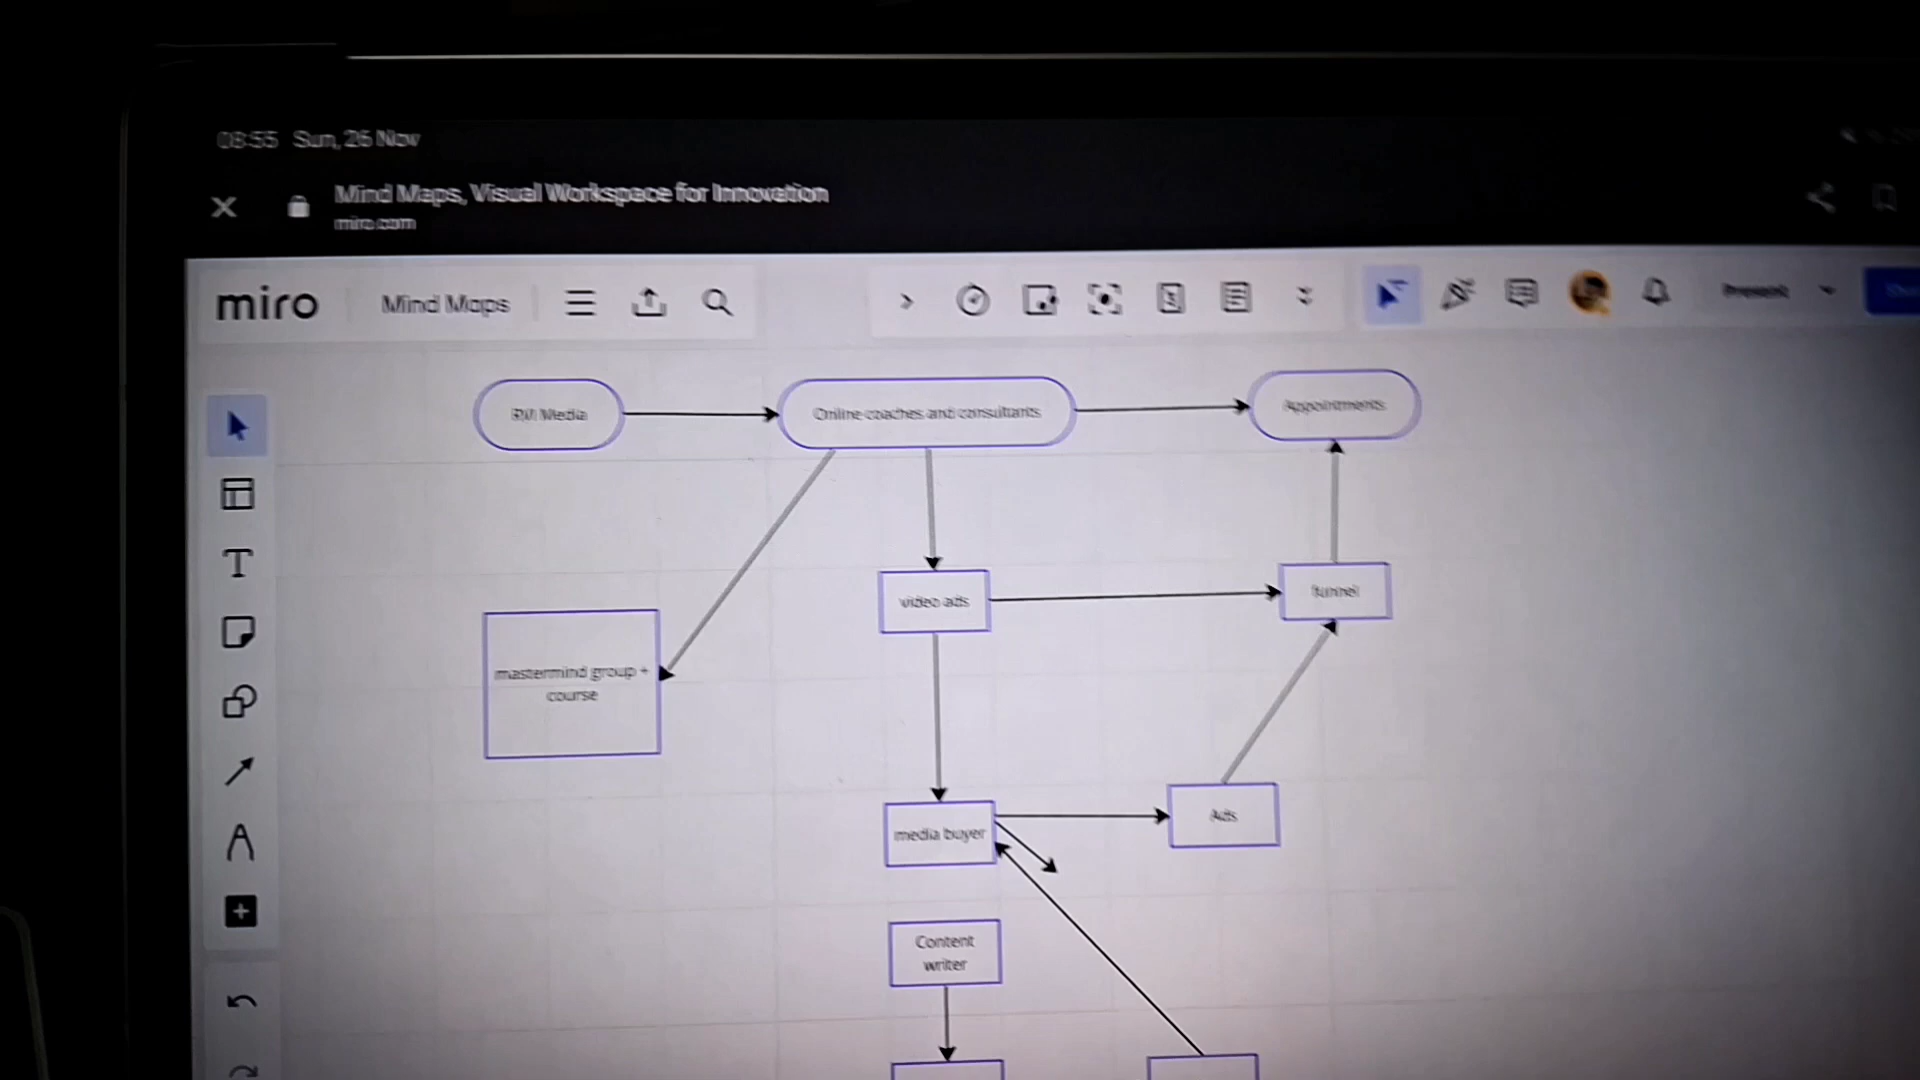 08:55 Sun, 26 Nov
Mind Maps, Visual Workspace for Innovation
miro.com
miro
Mind Maps
Present
Online coaches and consultants
Appointments
Media
video ads
funnel
mastermind group +
course
media buyer
Ads
Content
writer